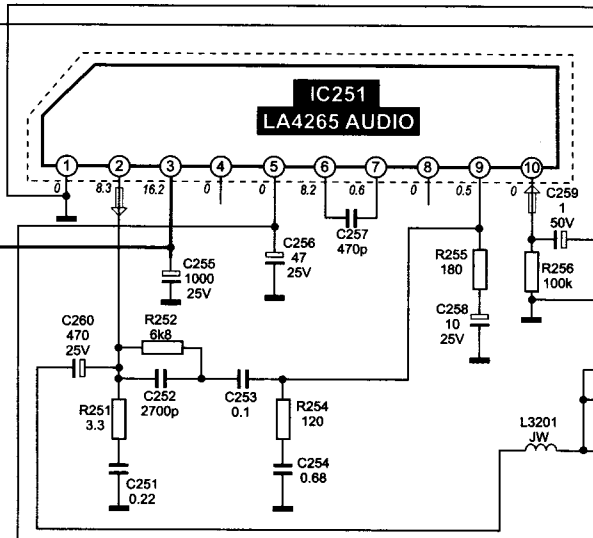 IC251
LA4265 AUDIO
1 2 3 4 5 6 7 8 9 10
0 8.3 16.2 0 0 8.2 0.6 0 0.5 0
C259
1
50V
C257
470p
C256
47
25V
C255
1000
25V
R255
180
R256
100k
C258
10
25V
C260
470
25V
R252
6k8
C252
2700p
C253
0.1
R251
3.3
R254
120
C251
0.22
C254
0.68
L3201
JW